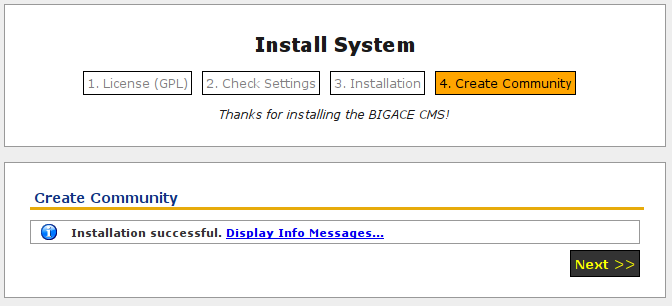 Install System
1. License (GPL) 2. Check Settings 3. Installation 4. Create Community
Thanks for installing the BIGACE CMS!
Create Community
Installation successful. Display Info Messages...
Next >>